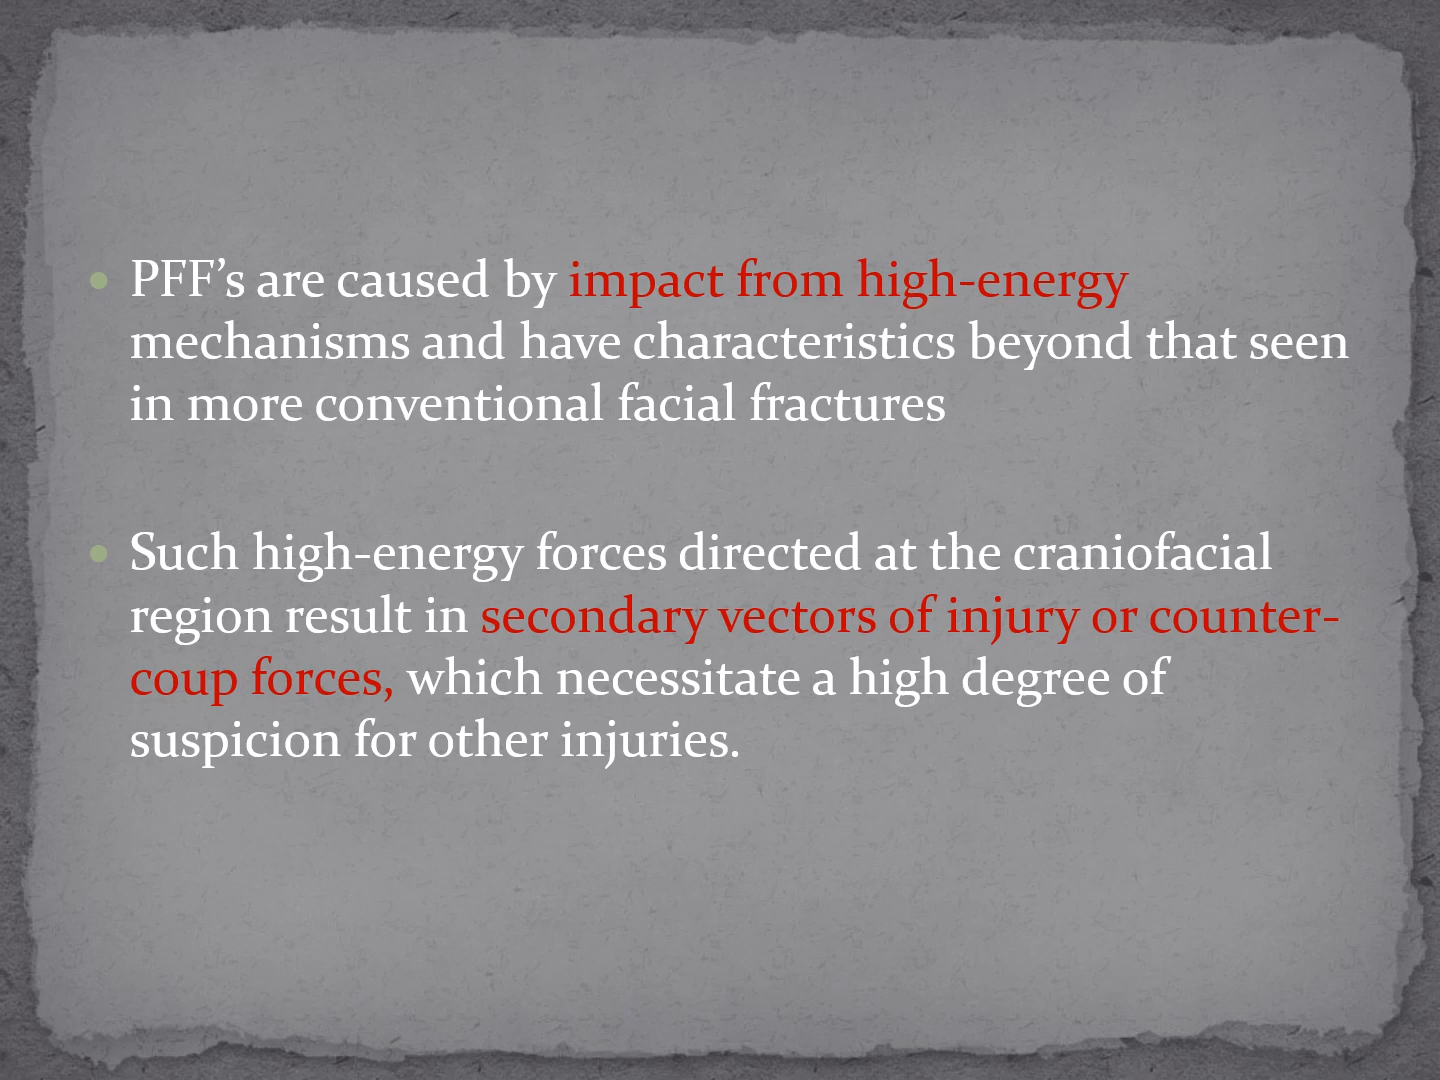 • PFF’s are caused by impact from high-energy
mechanisms and have characteristics beyond that seen
in more conventional facial fractures
• Such high-energy forces directed at the craniofacial
region result in secondary vectors of injury or counter-
coup forces, which necessitate a high degree of
suspicion for other injuries.